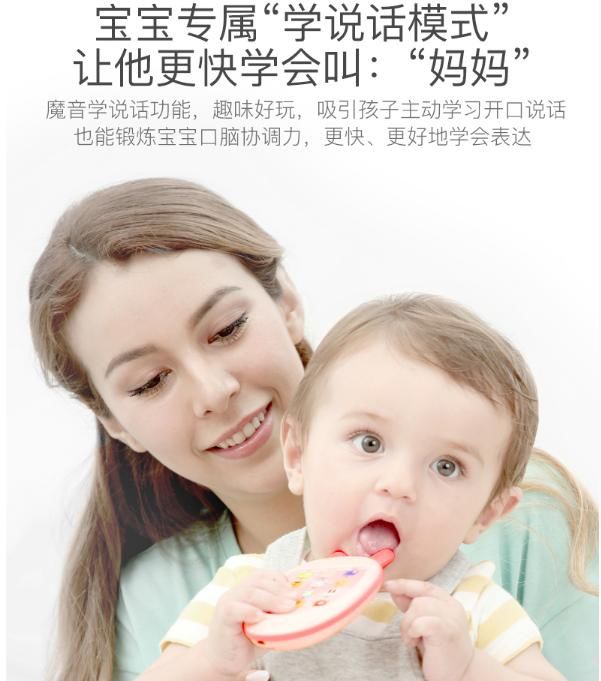 宝宝专属“学说话模式”
让他更快学会叫：“妈妈”
魔音学说话功能，趣味好玩，吸引孩子主动学习开口说话
也能锻炼宝宝口脑协调力，更快、更好地学会表达